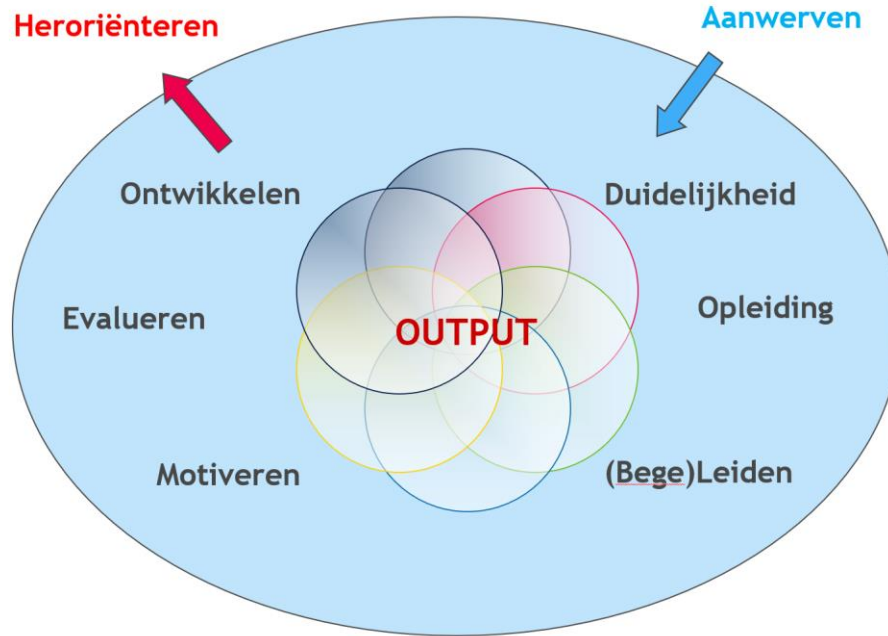 Heroriënteren
Aanwerven
Ontwikkelen
Duidelijkheid
Evalueren
Opleiding
OUTPUT
Motiveren
(Bege)Leiden